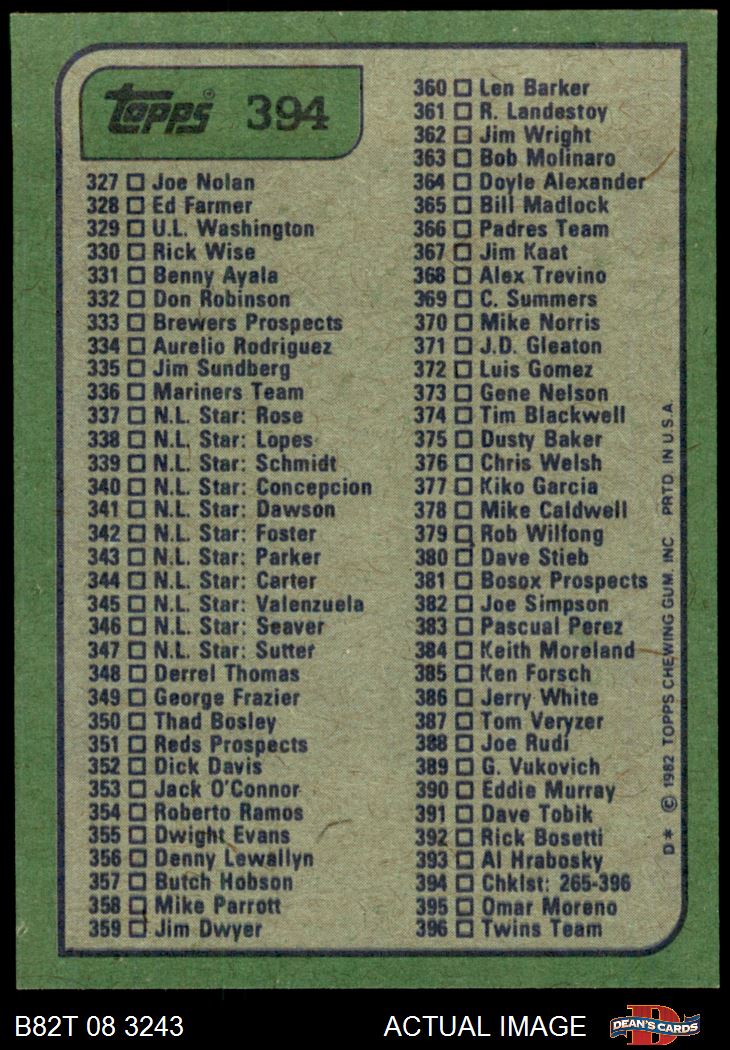 Topps® 394
327 Joe Nolan
328 Ed Farmer
329 U.L. Washington
330 Rick Wise
331 Benny Ayala
332 Don Robinson
333 Brewers Prospects
334 Aurelio Rodriguez
335 Jim Sundberg
336 Mariners Team
337 N.L. Star: Rose
338 N.L. Star: Lopes
339 N.L. Star: Schmidt
340 N.L. Star: Concepcion
341 N.L. Star: Dawson
342 N.L. Star: Foster
343 N.L. Star: Parker
344 N.L. Star: Carter
345 N.L. Star: Valenzuela
346 N.L. Star: Seaver
347 N.L. Star: Sutter
348 Derrel Thomas
349 George Frazier
350 Thad Bosley
351 Reds Prospects
352 Dick Davis
353 Jack O'Connor
354 Roberto Ramos
355 Dwight Evans
356 Denny Lewallyn
357 Butch Hobson
358 Mike Parrott
359 Jim Dwyer
360 Len Barker
361 R. Landestoy
362 Jim Wright
363 Bob Molinaro
364 Doyle Alexander
365 Bill Madlock
366 Padres Team
367 Jim Kaat
368 Alex Trevino
369 C. Summers
370 Mike Norris
371 J.D. Gleaton
372 Luis Gomez
373 Gene Nelson
374 Tim Blackwell
375 Dusty Baker
376 Chris Welsh
377 Kiko Garcia
378 Mike Caldwell
379 Rob Wilfong
380 Dave Stieb
381 Bosox Prospects
382 Joe Simpson
383 Pascual Perez
384 Keith Moreland
385 Ken Forsch
386 Jerry White
387 Tom Veryzer
388 Joe Rudi
389 G. Vukovich
390 Eddie Murray
391 Dave Tobik
392 Rick Bosetti
393 Al Hrabosky
394 Chklst: 265-396
395 Omar Moreno
396 Twins Team
D* © 1982 TOPPS CHEWING GUM INC PRTD. IN U.S.A.
B82T 08 3243 ACTUAL IMAGE
D
DEAN'S CARDS